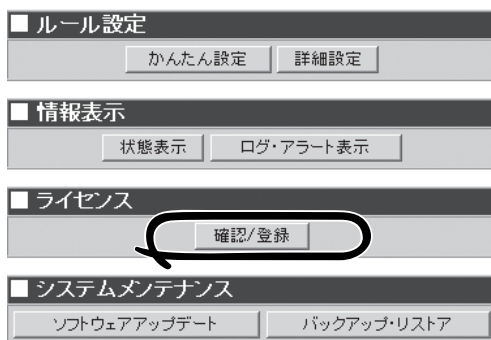 ■ ルール設定
かんたん設定 詳細設定
■ 情報表示
状態表示 ログ・アラート表示
■ ライセンス
確認/登録
■ システムメンテナンス
ソフトウェアアップデート バックアップ・リストア